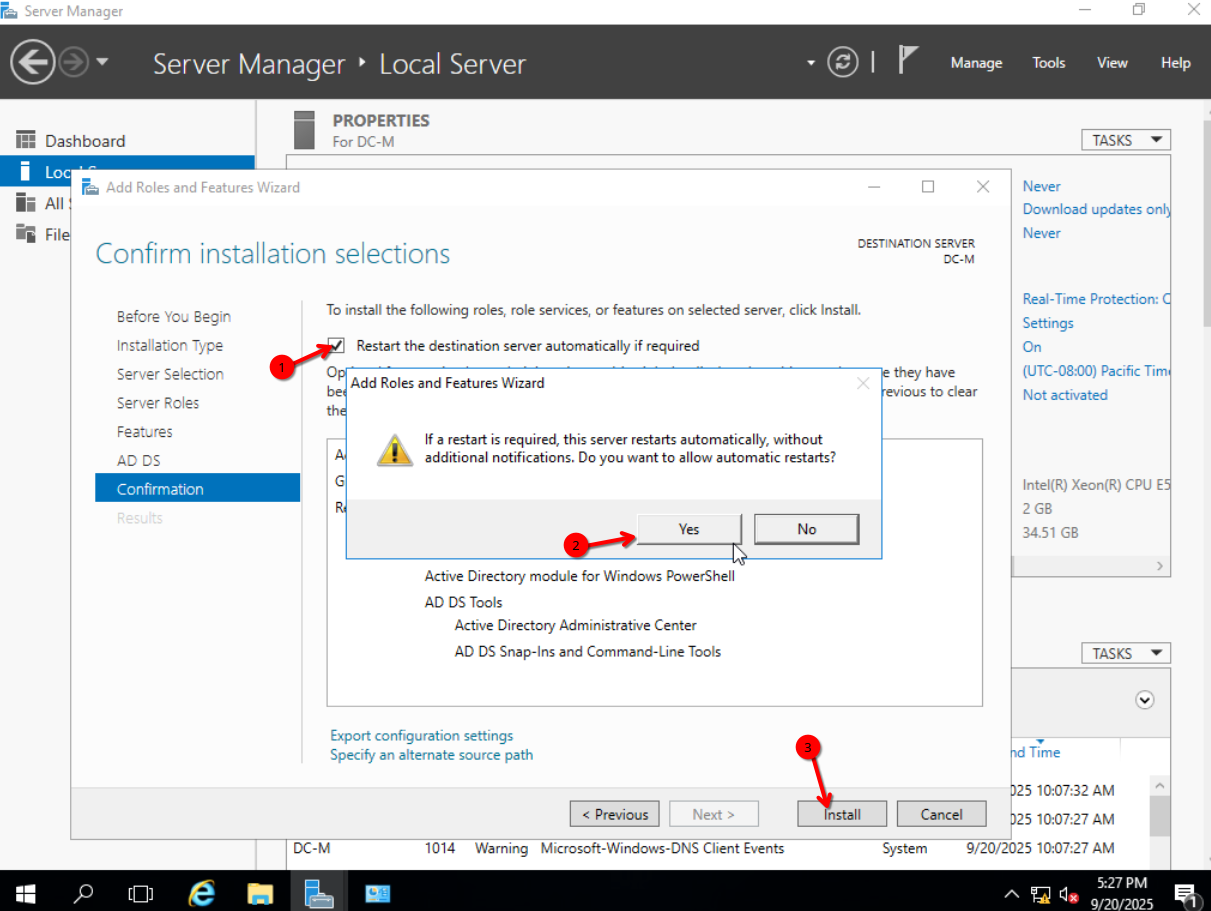 Server Manager
Server Manager ‣ Local Server
Manage Tools View Help
Dashboard
PROPERTIES
For DC-M
TASKS
Add Roles and Features Wizard
Never
Download updates only
Never
Confirm installation selections
DESTINATION SERVER
DC-M
Before You Begin
Installation Type
Server Selection
Server Roles
Features
AD DS
Confirmation
Results
To install the following roles, role services, or features on selected server, click Install.
1
Restart the destination server automatically if required
they have
revious to clear
Add Roles and Features Wizard
If a restart is required, this server restarts automatically, without
additional notifications. Do you want to allow automatic restarts?
2
Yes No
Active Directory module for Windows PowerShell
AD DS Tools
Active Directory Administrative Center
AD DS Snap-Ins and Command-Line Tools
Export configuration settings
Specify an alternate source path
3
< Previous Next > Install Cancel
Real-Time Protection:
Settings
On
(UTC-08:00) Pacific Time
Not activated
Intel(R) Xeon(R) CPU E5
2 GB
34.51 GB
TASKS
nd Time
025 10:07:32 AM
025 10:07:27 AM
DC-M 1014 Warning Microsoft-Windows-DNS Client Events System 9/20/2025 10:07:27 AM
All
File
5:27 PM
9/20/2025
1